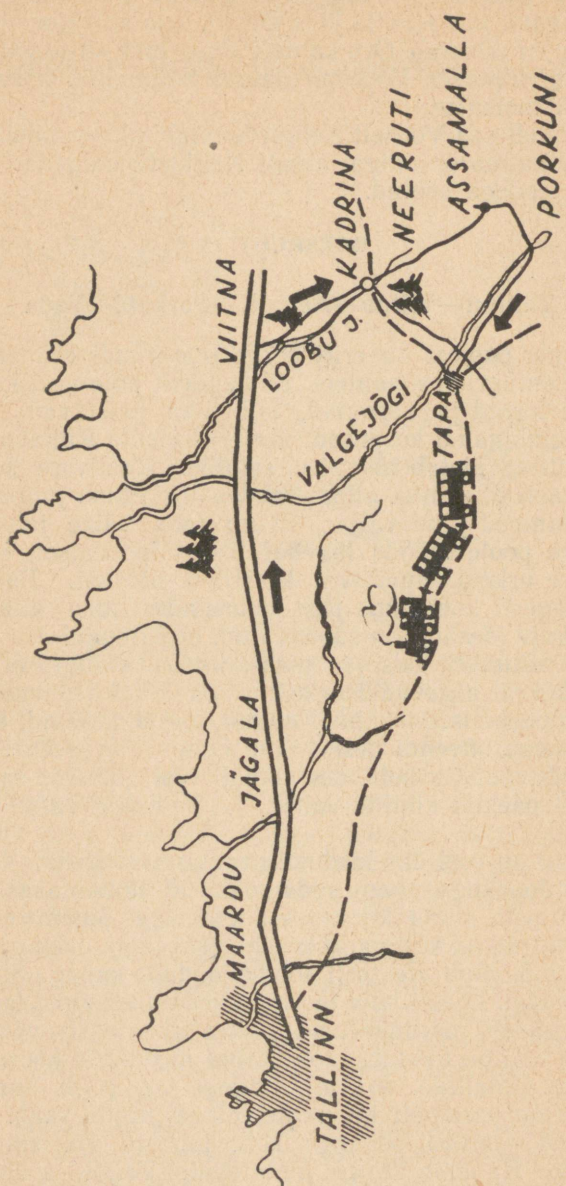 TALLINN
MAARDU
JÄGALA
VIITNA
LOOBU J.
VALGEJÕGI
TAPA
KADRINA
NEERUTI
ASSAMALLA
PORKUNI